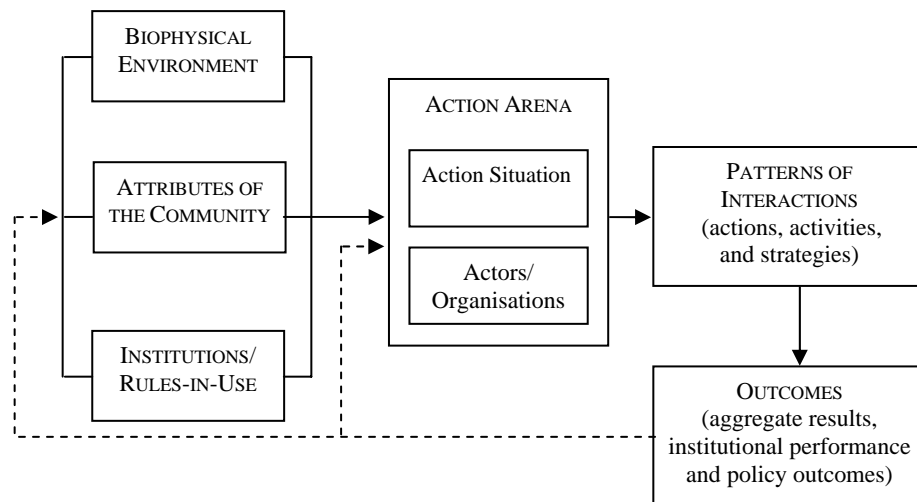 BIOPHYSICAL
ENVIRONMENT
ATTRIBUTES OF
THE COMMUNITY
INSTITUTIONS/
RULES-IN-USE
ACTION ARENA
Action Situation
Actors/
Organisations
PATTERNS OF
INTERACTIONS
(actions, activities,
and strategies)
OUTCOMES
(aggregate results,
institutional performance
and policy outcomes)